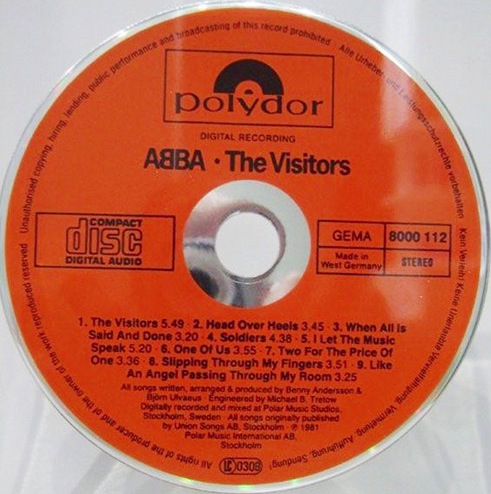 polydor
DIGITAL RECORDING
ABBA · The Visitors
COMPACT
disc
DIGITAL AUDIO
GEMA
8000 112
Made in
West Germany
STEREO
1. The Visitors 5.49 · 2. Head Over Heels 3.45 · 3. When All Is
Said And Done 3.20 · 4. Soldiers 4.38 · 5. I Let The Music
Speak 5.20 · 6. One Of Us 3.55 · 7. Two For The Price Of
One 3.36 · 8. Slipping Through My Fingers 3.51 · 9. Like
An Angel Passing Through My Room 3.25
All songs written, arranged & produced by Benny Andersson &
Björn Ulvaeus · Engineered by Michael B. Tretow
Digitally recorded and mixed at Polar Music Studios,
Stockholm, Sweden · All songs originally published
by Union Songs AB, Stockholm · ℗ 1981
Polar Music International AB,
Stockholm
LC 0309
All rights of the producer and of the owner of the work reproduced reserved Unauthorised copying, hiring, lending, public performance and broadcasting of this record prohibited Alle Urheber- und Leistungsschutzrechte vorbehalten Kein Verleih! Keine Unerlaubte Vervielfältigung, Vermietung, Aufführung, Sendung!